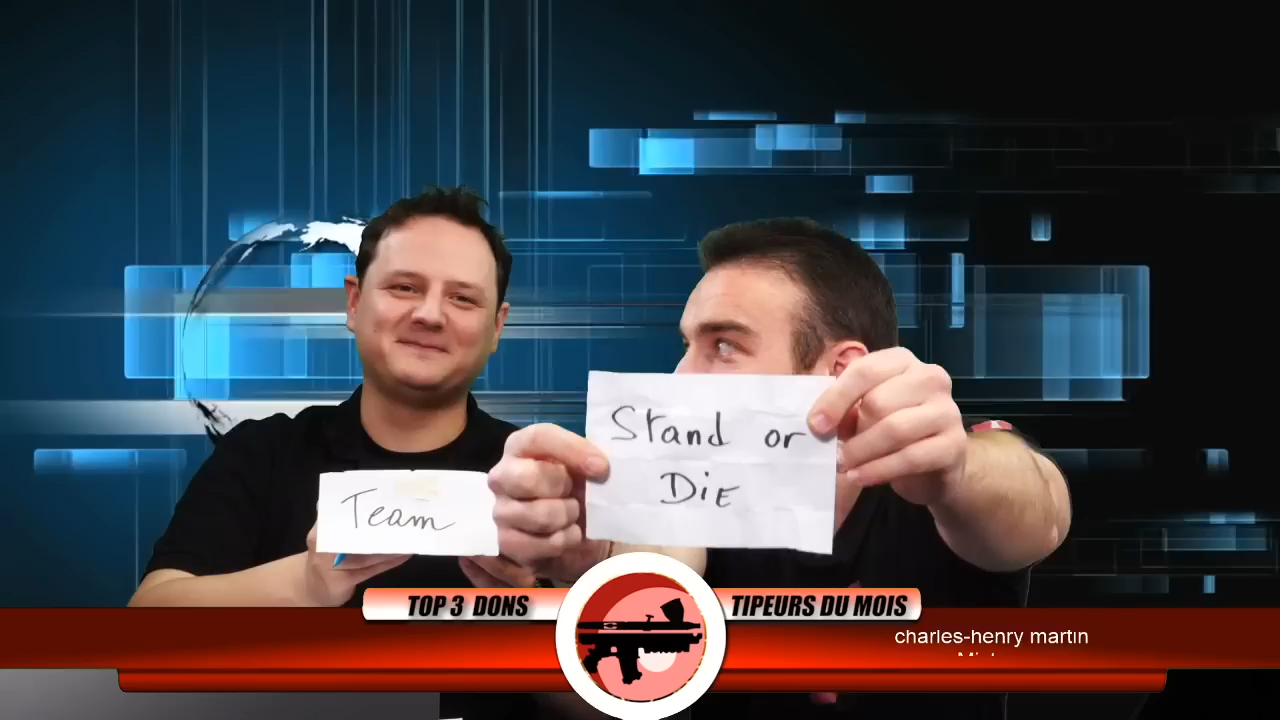 Team
Stand or
DiE
TOP 3 DONS
TIPEURS DU MOIS
charles-henry martin